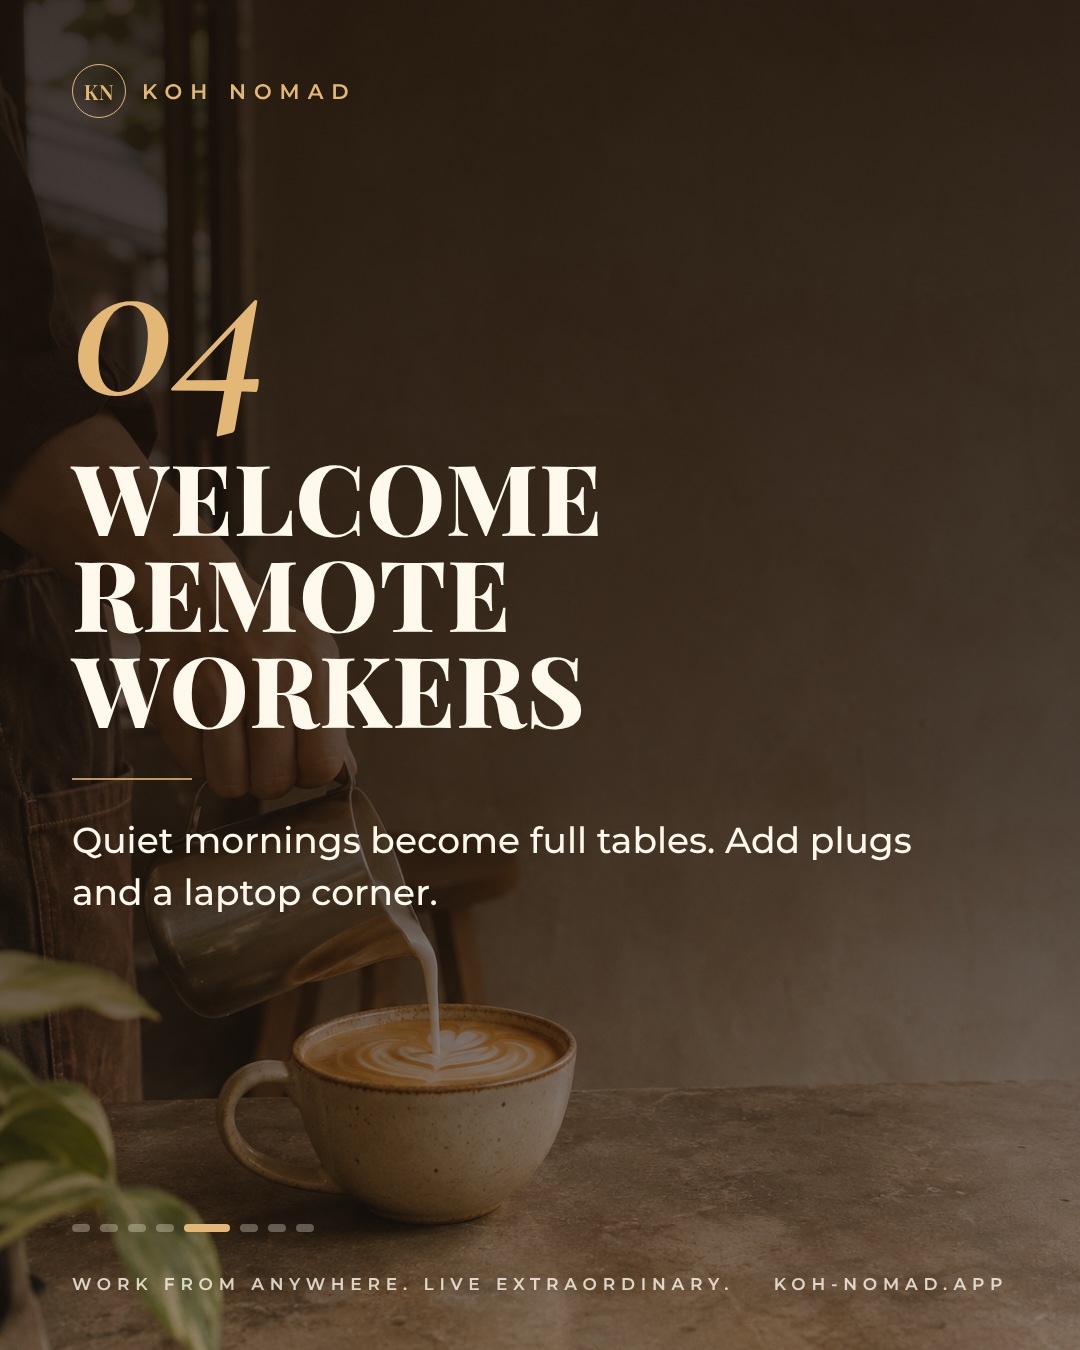 KN KOH NOMAD
04
WELCOME
REMOTE
WORKERS
Quiet mornings become full tables. Add plugs
and a laptop corner.
WORK FROM ANYWHERE. LIVE EXTRAORDINARY. KOH-NOMAD.APP